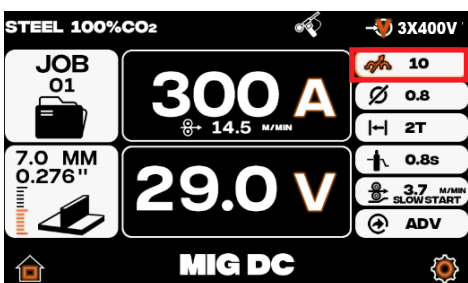 STEEL 100%CO₂
3X400V
JOB
01
300 A
14.5 M/MIN
7.0 MM
0.276"
29.0 V
10
0.8
2T
0.8s
3.7 M/MIN
SLOW START
ADV
MIG DC